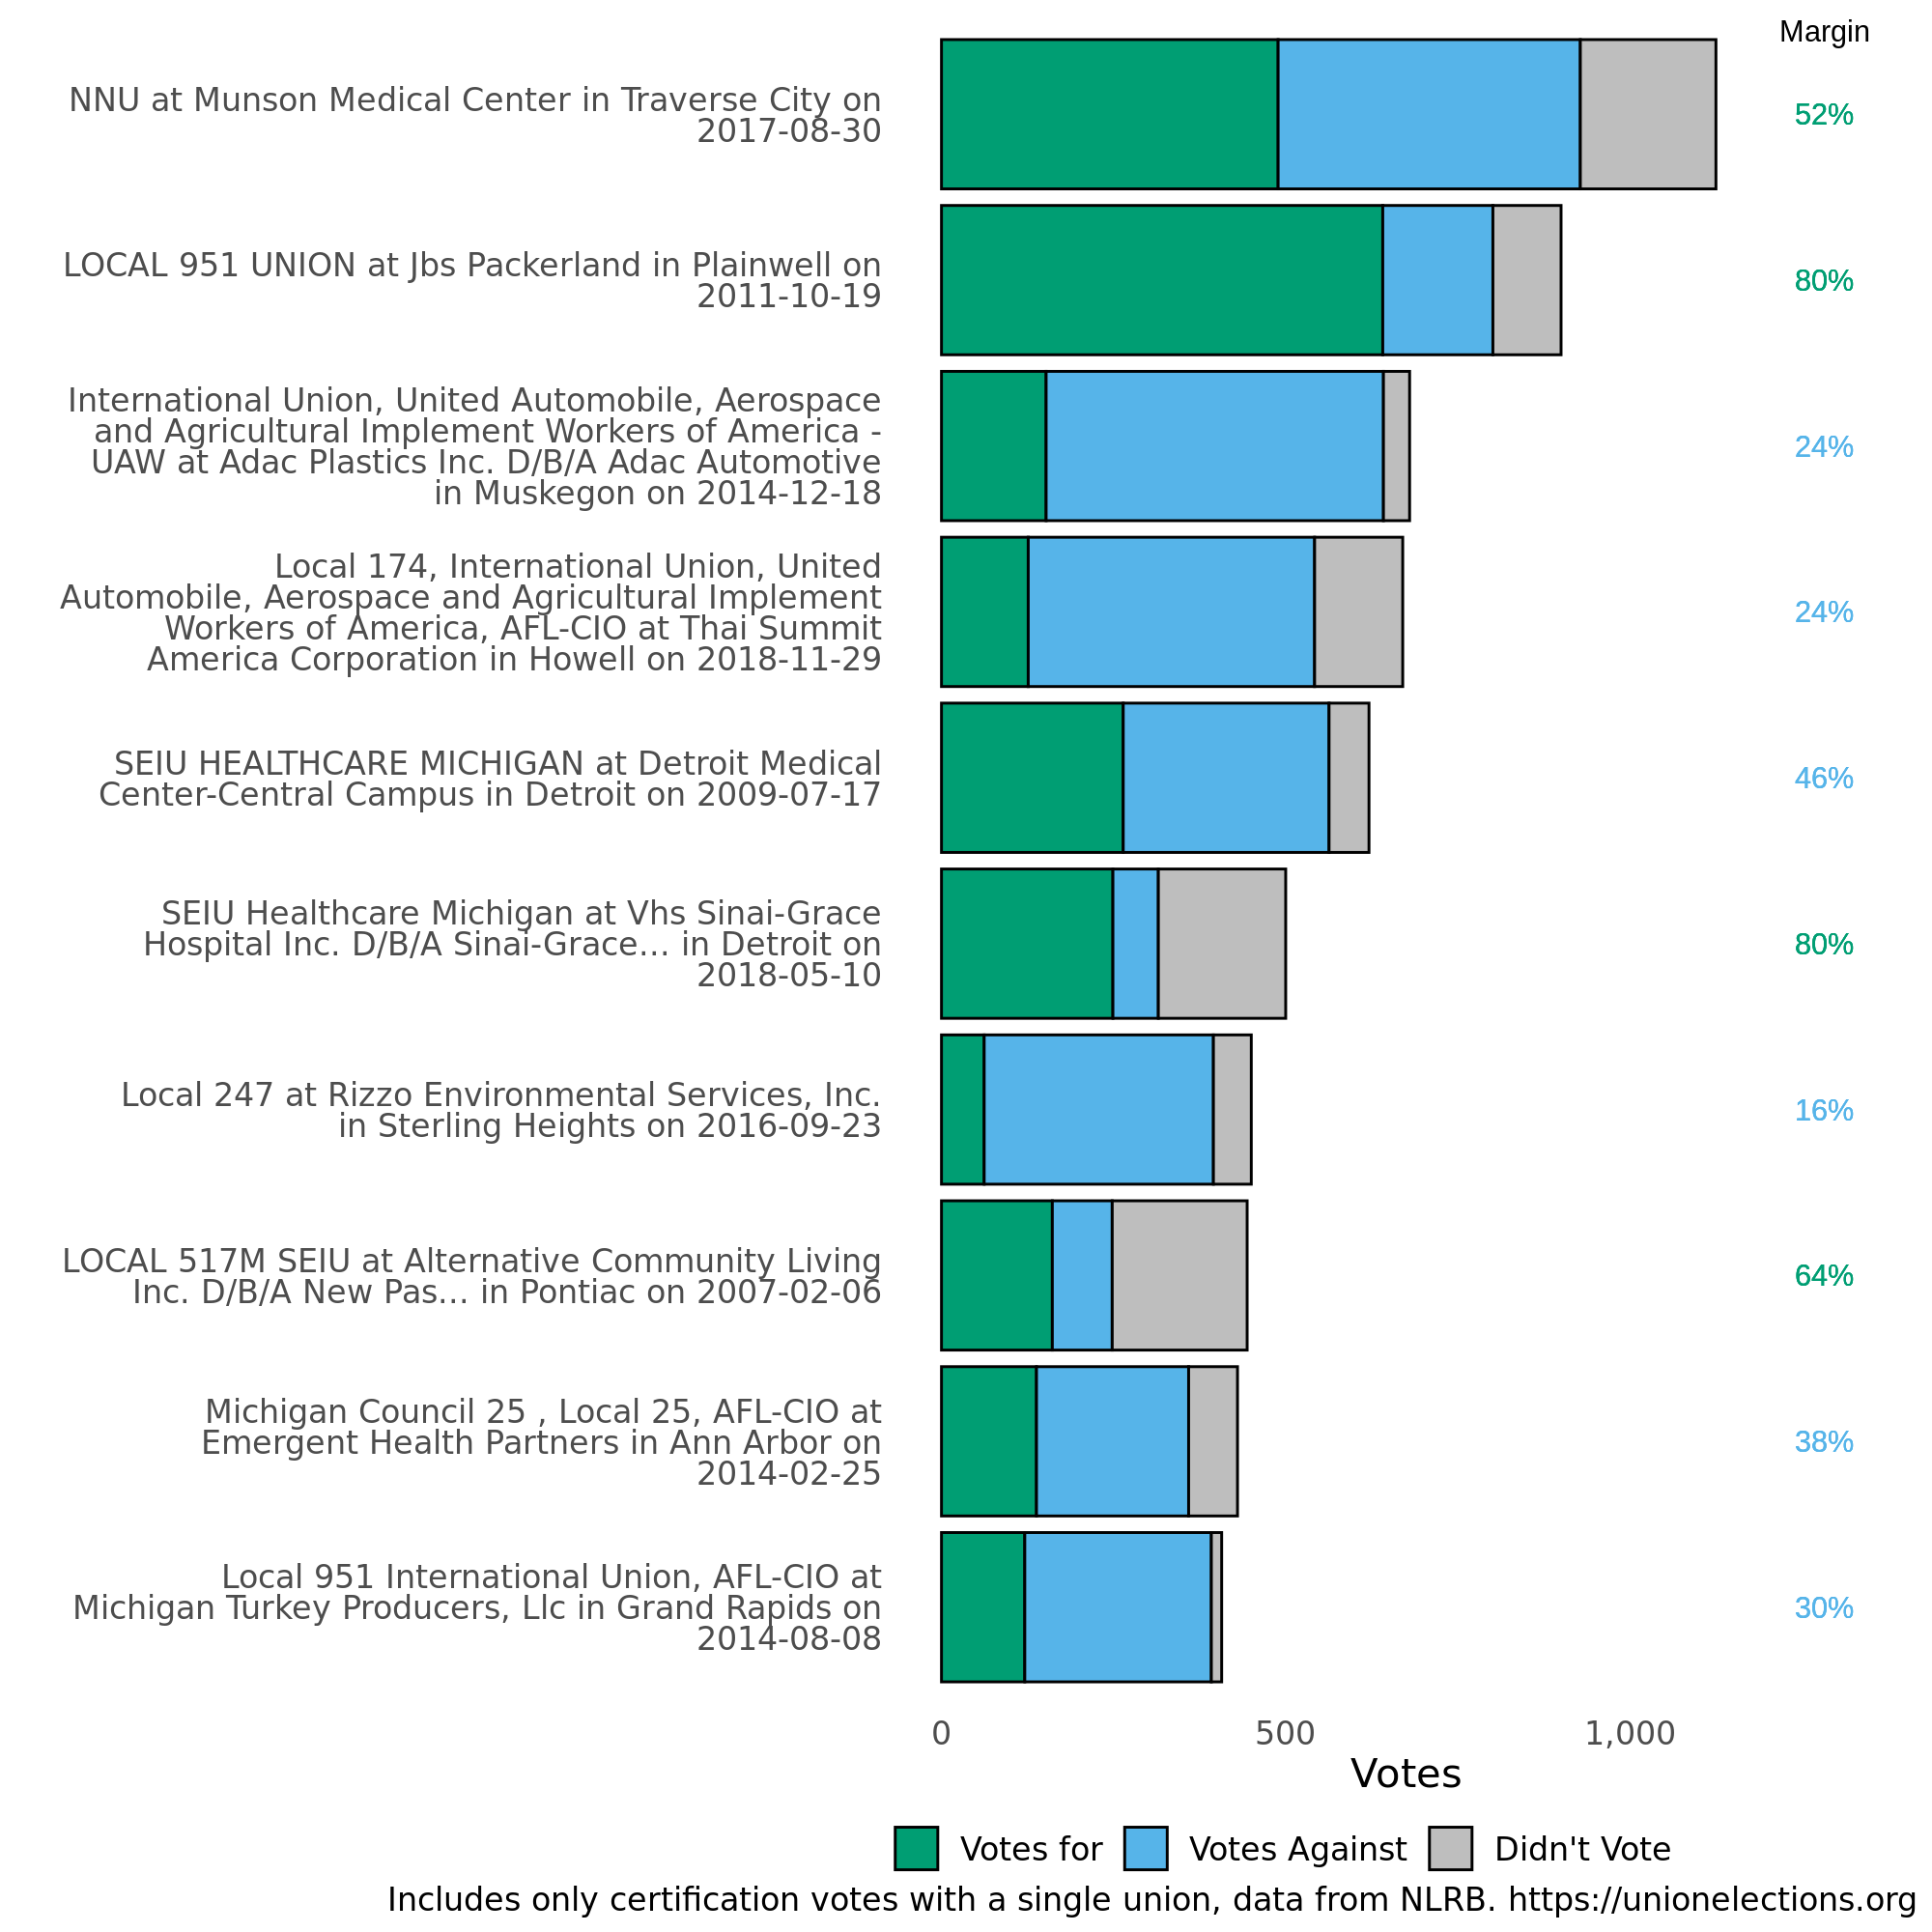 Margin
NNU at Munson Medical Center in Traverse City on
2017-08-30
52%
LOCAL 951 UNION at Jbs Packerland in Plainwell on
2011-10-19
80%
International Union, United Automobile, Aerospace
and Agricultural Implement Workers of America -
UAW at Adac Plastics Inc. D/B/A Adac Automotive
in Muskegon on 2014-12-18
24%
Local 174, International Union, United
Automobile, Aerospace and Agricultural Implement
Workers of America, AFL-CIO at Thai Summit
America Corporation in Howell on 2018-11-29
24%
SEIU HEALTHCARE MICHIGAN at Detroit Medical
Center-Central Campus in Detroit on 2009-07-17
46%
SEIU Healthcare Michigan at Vhs Sinai-Grace
Hospital Inc. D/B/A Sinai-Grace... in Detroit on
2018-05-10
80%
Local 247 at Rizzo Environmental Services, Inc.
in Sterling Heights on 2016-09-23
16%
LOCAL 517M SEIU at Alternative Community Living
Inc. D/B/A New Pas... in Pontiac on 2007-02-06
64%
Michigan Council 25 , Local 25, AFL-CIO at
Emergent Health Partners in Ann Arbor on
2014-02-25
38%
Local 951 International Union, AFL-CIO at
Michigan Turkey Producers, Llc in Grand Rapids on
2014-08-08
30%
0 500 1,000
Votes
Votes for Votes Against Didn't Vote
Includes only certification votes with a single union, data from NLRB. https://unionelections.org